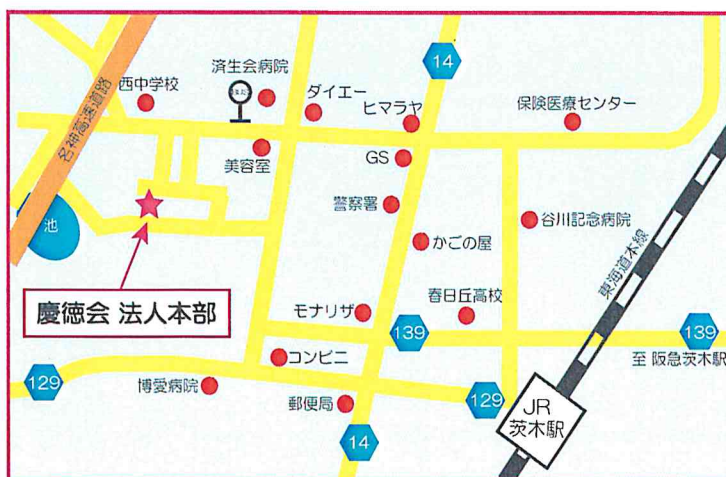 14
済生会病院
西中学校
ダイエー
ヒマラヤ
保険医療センター
名神高速道路
美容室
GS
警察署
谷川記念病院
池
かごの屋
東海道本線
慶徳会 法人本部
モナリザ
春日丘高校
139
139
コンビニ
至 阪急茨木駅
129
博愛病院
129
JR
茨木駅
郵便局
14